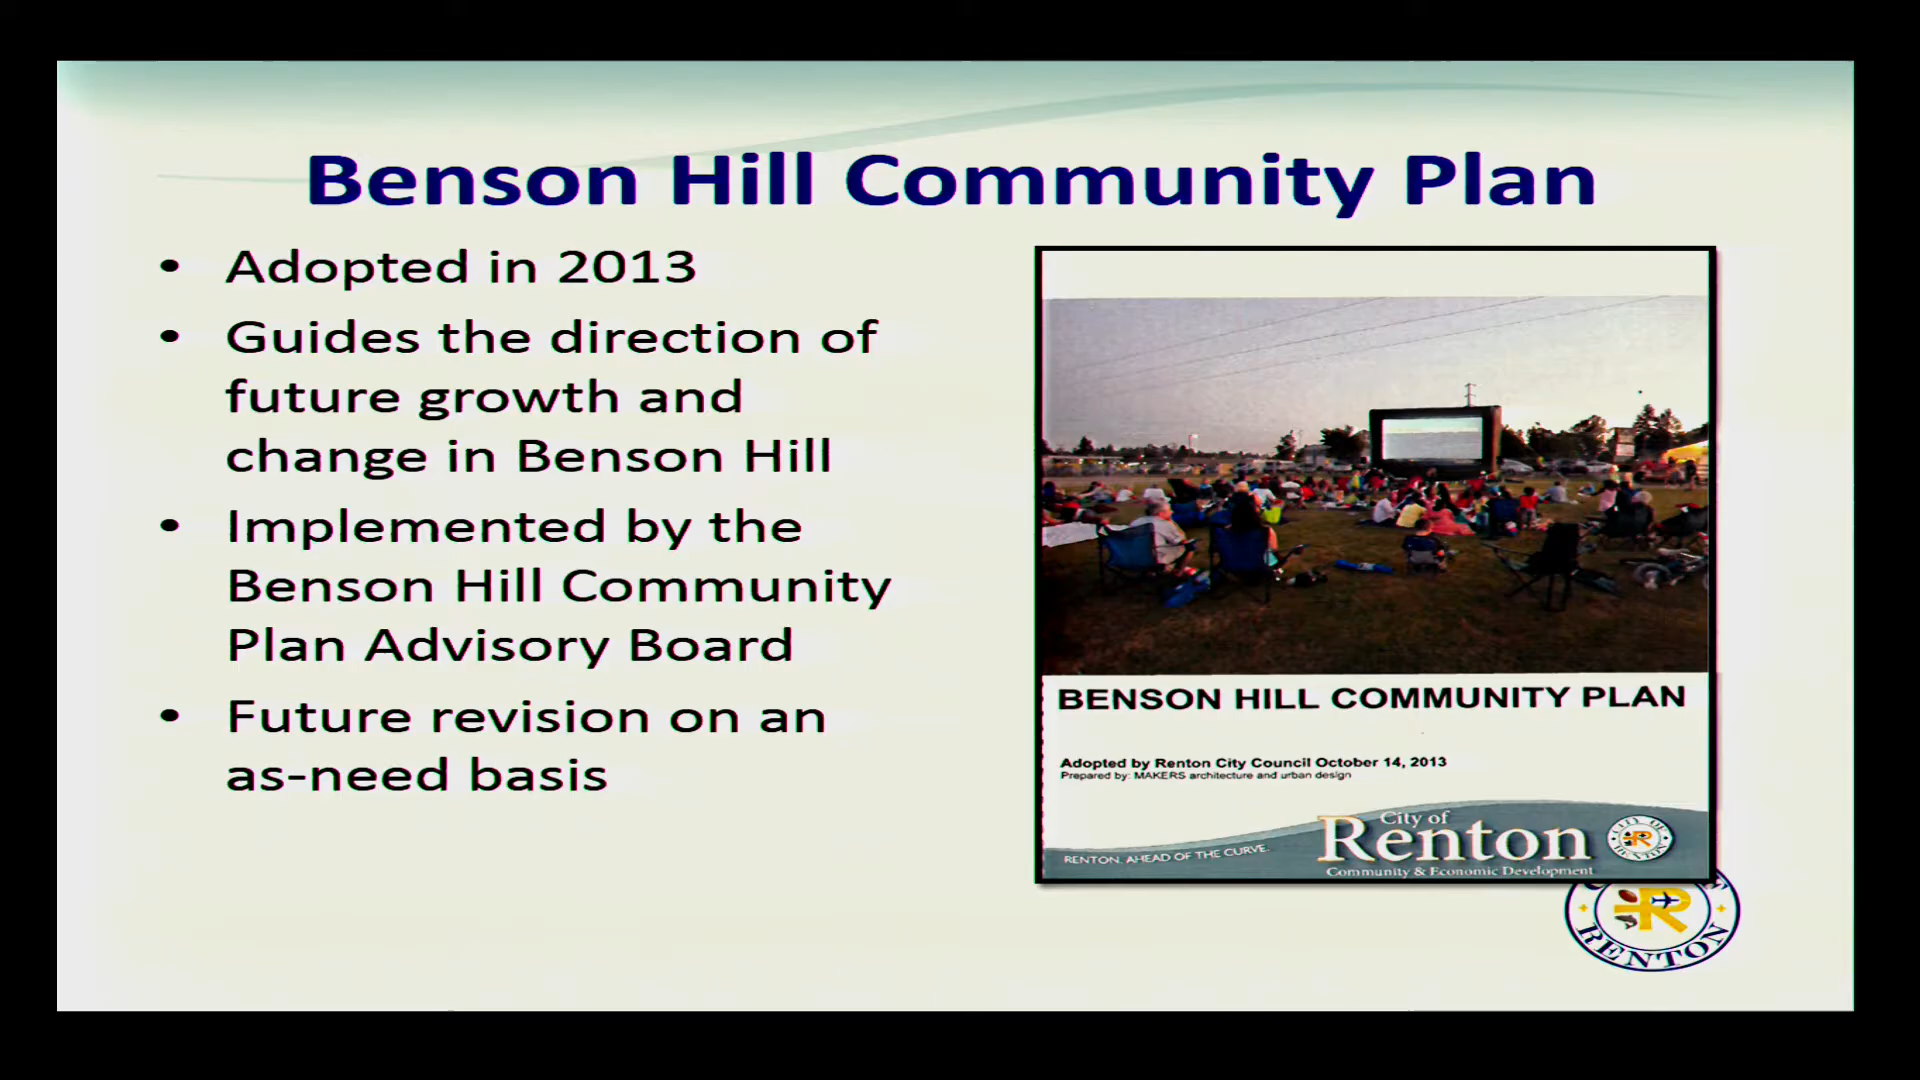 Benson Hill Community Plan
• Adopted in 2013
• Guides the direction of
future growth and
change in Benson Hill
• Implemented by the
Benson Hill Community
Plan Advisory Board
• Future revision on an
as-need basis
BENSON HILL COMMUNITY PLAN
Adopted by Renton City Council October 14, 2013
Prepared by: MAKERS architecture and urban design
RENTON. AHEAD OF THE CURVE.
City of
Renton
Community & Economic Development
CITY OF
RENTON
R
RENTON